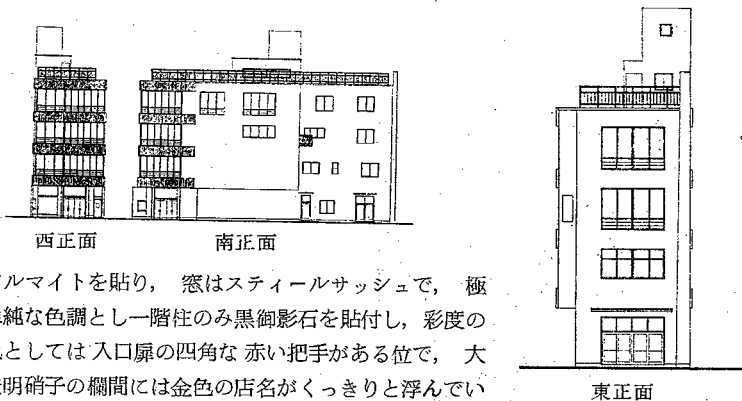 西正面
南正面
ルマイトを貼り， 窓はスティールサッシュで， 極
純な色調とし一階柱のみ黒御影石を貼付し，彩度の
としては入口扉の四角な赤い把手がある位で， 大
明硝子の欄間には金色の店名がくっきりと浮んでい
東正面